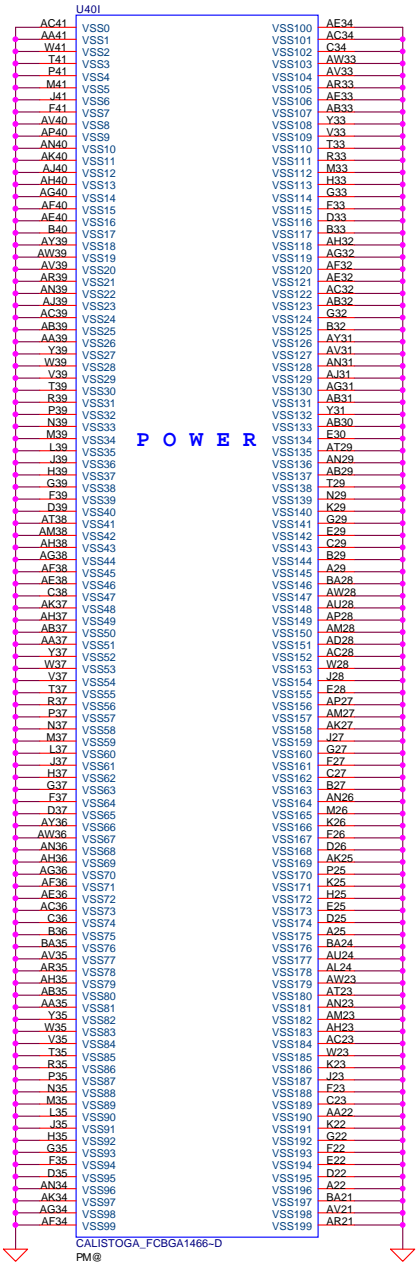 U40I
AC41 VSS0 VSS100 AE34
AA41 VSS1 VSS101 AC34
W41 VSS2 VSS102 C34
T41 VSS3 VSS103 AW33
P41 VSS4 VSS104 AV33
M41 VSS5 VSS105 AR33
J41 VSS6 VSS106 AE33
F41 VSS7 VSS107 AB33
AV40 VSS8 VSS108 Y33
AP40 VSS9 VSS109 V33
AN40 VSS10 VSS110 T33
AK40 VSS11 VSS111 R33
AJ40 VSS12 VSS112 M33
AH40 VSS13 VSS113 H33
AG40 VSS14 VSS114 G33
AF40 VSS15 VSS115 F33
AE40 VSS16 VSS116 D33
B40 VSS17 VSS117 B33
AY39 VSS18 VSS118 AH32
AW39 VSS19 VSS119 AG32
AV39 VSS20 VSS120 AF32
AR39 VSS21 VSS121 AE32
AN39 VSS22 VSS122 AC32
AJ39 VSS23 VSS123 AB32
AC39 VSS24 VSS124 G32
AB39 VSS25 VSS125 B32
AA39 VSS26 VSS126 AY31
Y39 VSS27 VSS127 AV31
W39 VSS28 VSS128 AN31
V39 VSS29 VSS129 AJ31
T39 VSS30 VSS130 AG31
R39 VSS31 VSS131 AB31
P39 VSS32 VSS132 Y31
N39 VSS33 VSS133 AB30
M39 VSS34 P O W E R VSS134 E30
L39 VSS35 VSS135 AT29
J39 VSS36 VSS136 AN29
H39 VSS37 VSS137 AB29
G39 VSS38 VSS138 T29
F39 VSS39 VSS139 N29
D39 VSS40 VSS140 K29
AT38 VSS41 VSS141 G29
AM38 VSS42 VSS142 E29
AH38 VSS43 VSS143 C29
AG38 VSS44 VSS144 B29
AF38 VSS45 VSS145 A29
AE38 VSS46 VSS146 BA28
C38 VSS47 VSS147 AW28
AK37 VSS48 VSS148 AU28
AH37 VSS49 VSS149 AP28
AB37 VSS50 VSS150 AM28
AA37 VSS51 VSS151 AD28
Y37 VSS52 VSS152 AC28
W37 VSS53 VSS153 W28
V37 VSS54 VSS154 J28
T37 VSS55 VSS155 E28
R37 VSS56 VSS156 AP27
P37 VSS57 VSS157 AM27
N37 VSS58 VSS158 AK27
M37 VSS59 VSS159 J27
L37 VSS60 VSS160 G27
J37 VSS61 VSS161 F27
H37 VSS62 VSS162 C27
G37 VSS63 VSS163 B27
F37 VSS64 VSS164 AN26
D37 VSS65 VSS165 M26
AY36 VSS66 VSS166 K26
AW36 VSS67 VSS167 F26
AN36 VSS68 VSS168 D26
AH36 VSS69 VSS169 AK25
AG36 VSS70 VSS170 P25
AF36 VSS71 VSS171 K25
AE36 VSS72 VSS172 H25
AC36 VSS73 VSS173 E25
C36 VSS74 VSS174 D25
B36 VSS75 VSS175 A25
BA35 VSS76 VSS176 BA24
AV35 VSS77 VSS177 AU24
AR35 VSS78 VSS178 AL24
AH35 VSS79 VSS179 AW23
AB35 VSS80 VSS180 AT23
AA35 VSS81 VSS181 AN23
Y35 VSS82 VSS182 AM23
W35 VSS83 VSS183 AH23
V35 VSS84 VSS184 AC23
T35 VSS85 VSS185 W23
R35 VSS86 VSS186 K23
P35 VSS87 VSS187 J23
N35 VSS88 VSS188 F23
M35 VSS89 VSS189 C23
L35 VSS90 VSS190 AA22
J35 VSS91 VSS191 K22
H35 VSS92 VSS192 G22
G35 VSS93 VSS193 F22
F35 VSS94 VSS194 E22
D35 VSS95 VSS195 D22
AN34 VSS96 VSS196 A22
AK34 VSS97 VSS197 BA21
AG34 VSS98 VSS198 AV21
AF34 VSS99 VSS199 AR21
CALISTOGA_FCBGA1466~D
PM@